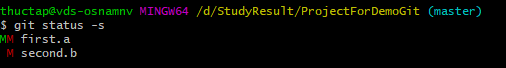 thuctap@vds-osnamnv MINGW64 /d/StudyResult/ProjectForDemoGit (master)
$ git status -s
MM first.a
 M second.b